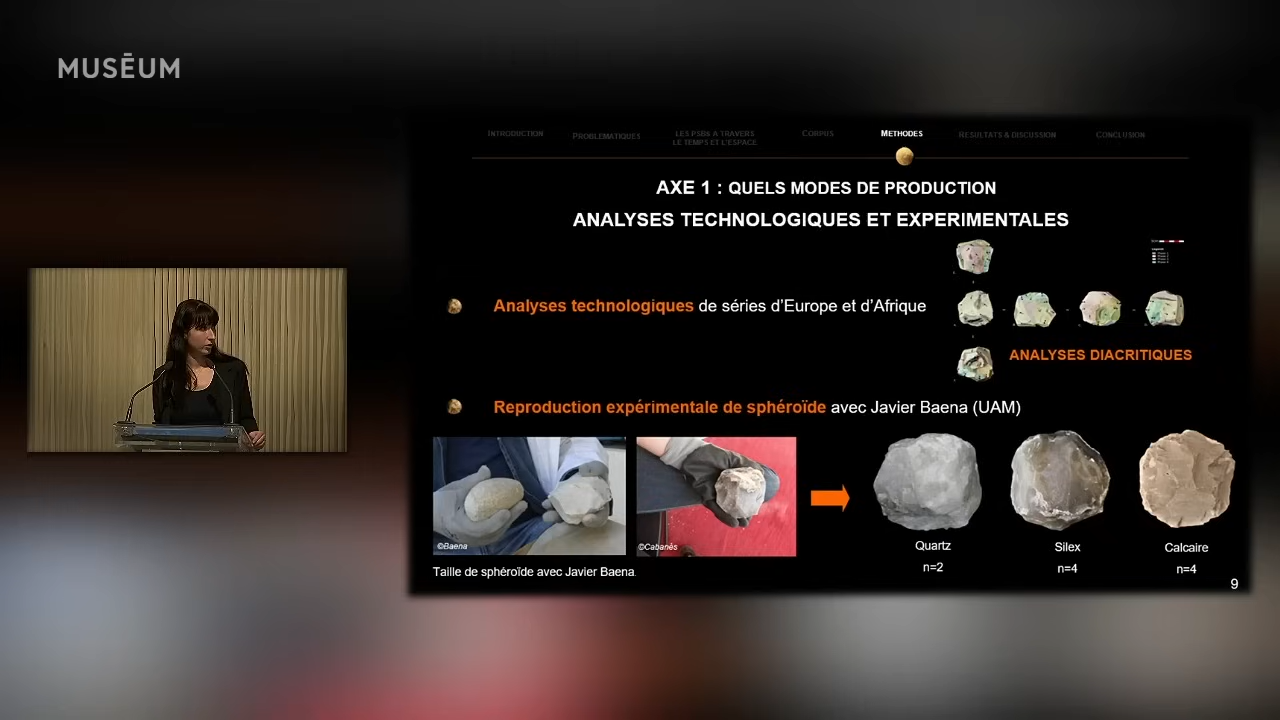 MUSĒUM
INTRODUCTION
PROBLEMATIQUES
LES PSBS A TRAVERS
LE TEMPS ET L'ESPACE
CORPUS
METHODES
RESULTATS & DISCUSSION
CONCLUSION
AXE 1 : QUELS MODES DE PRODUCTION
ANALYSES TECHNOLOGIQUES ET EXPERIMENTALES
Analyses technologiques de séries d'Europe et d'Afrique
ANALYSES DIACRITIQUES
Reproduction expérimentale de sphéroïde avec Javier Baena (UAM)
©Baena
©Cabanès
Taille de sphéroïde avec Javier Baena.
Quartz
n=2
Silex
n=4
Calcaire
n=4
9